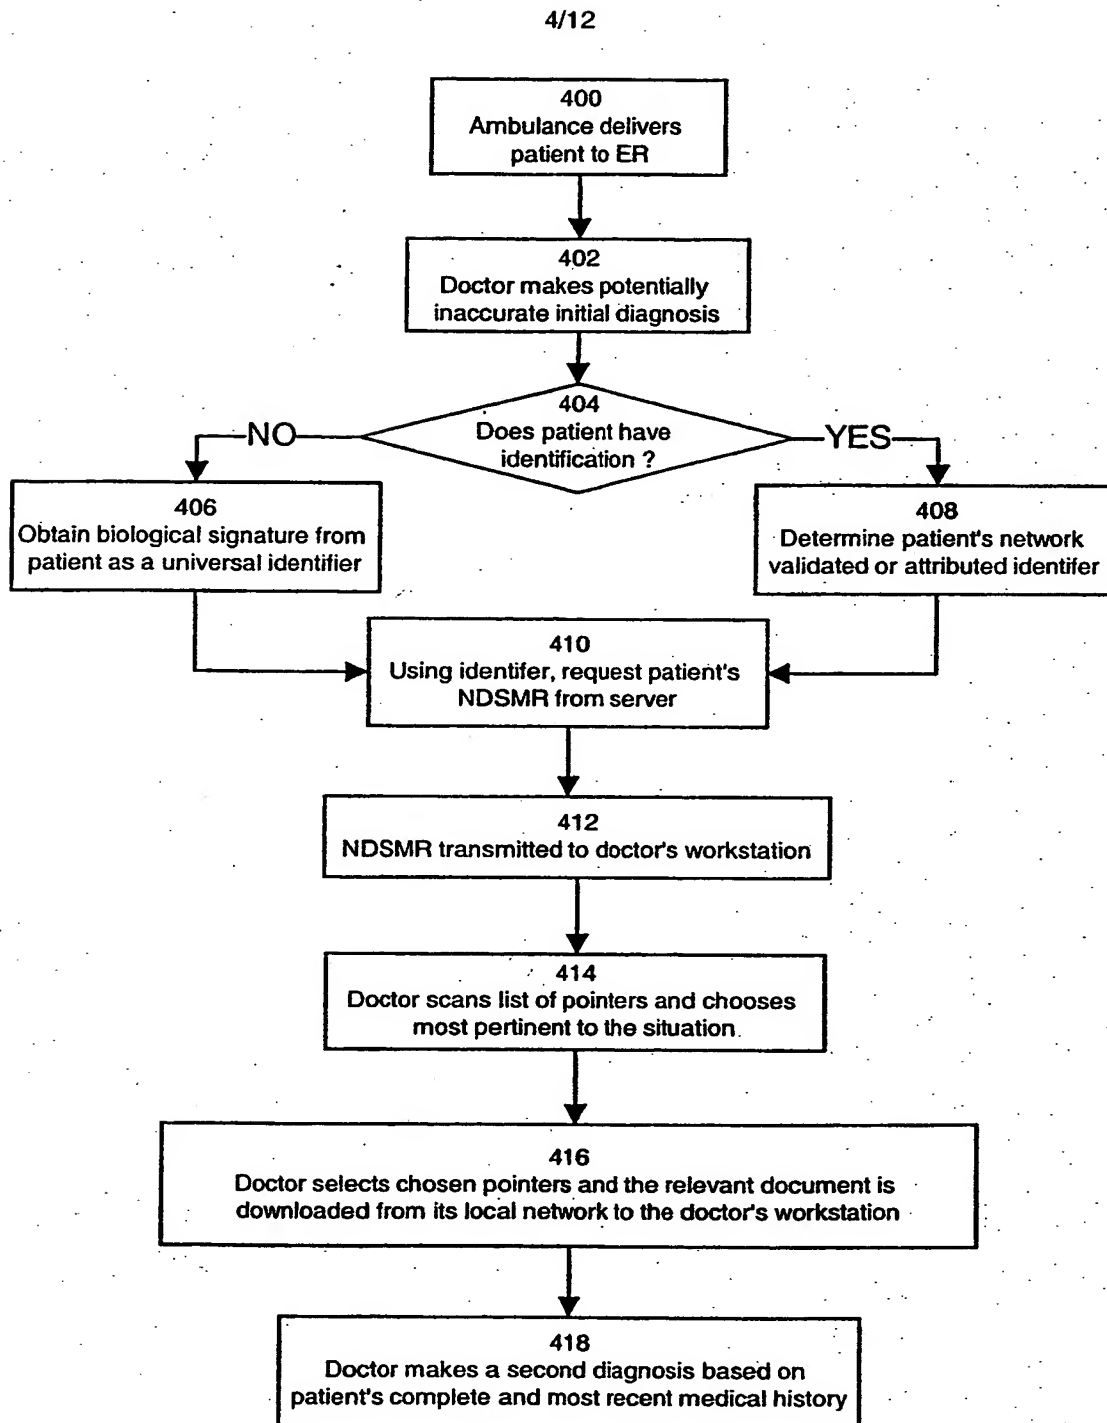 4/12
400
Ambulance delivers
patient to ER
402
Doctor makes potentially
inaccurate initial diagnosis
404
Does patient have
identification ?
NO
YES
406
Obtain biological signature from
patient as a universal identifier
408
Determine patient's network
validated or attributed identifer
410
Using identifer, request patient's
NDSMR from server
412
NDSMR transmitted to doctor's workstation
414
Doctor scans list of pointers and chooses
most pertinent to the situation.
416
Doctor selects chosen pointers and the relevant document is
downloaded from its local network to the doctor's workstation
418
Doctor makes a second diagnosis based on
patient's complete and most recent medical history